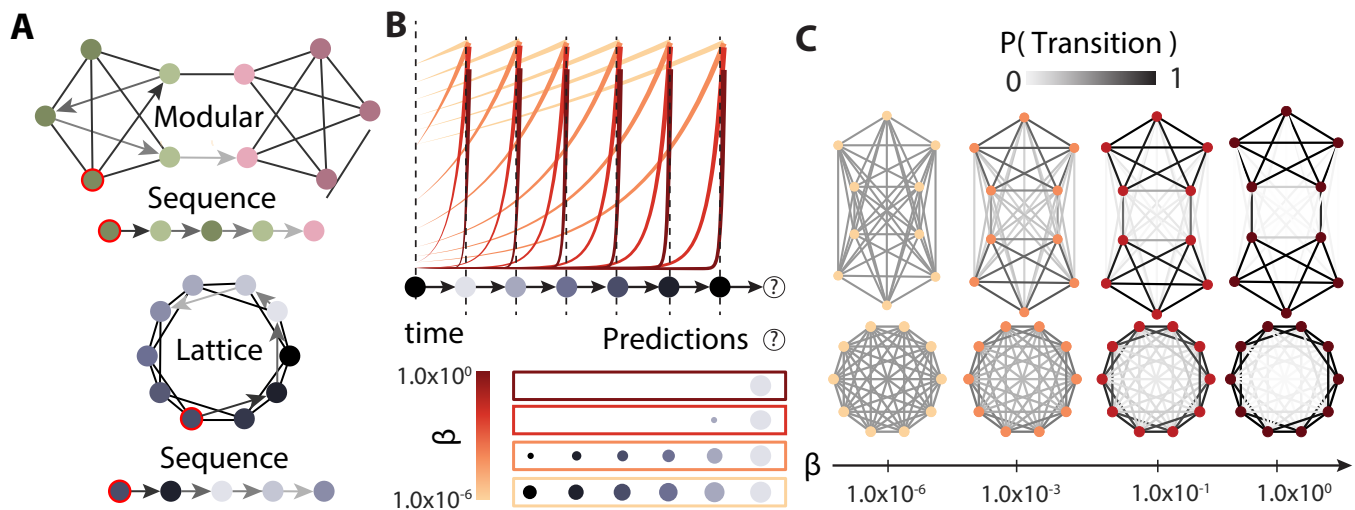 A
Modular
Sequence
Lattice
Sequence
B
?
time
Predictions ?
1.0x10⁰
β
1.0x10⁻⁶
C
P( Transition )
0 1
β
1.0x10⁻⁶ 1.0x10⁻³ 1.0x10⁻¹ 1.0x10⁰